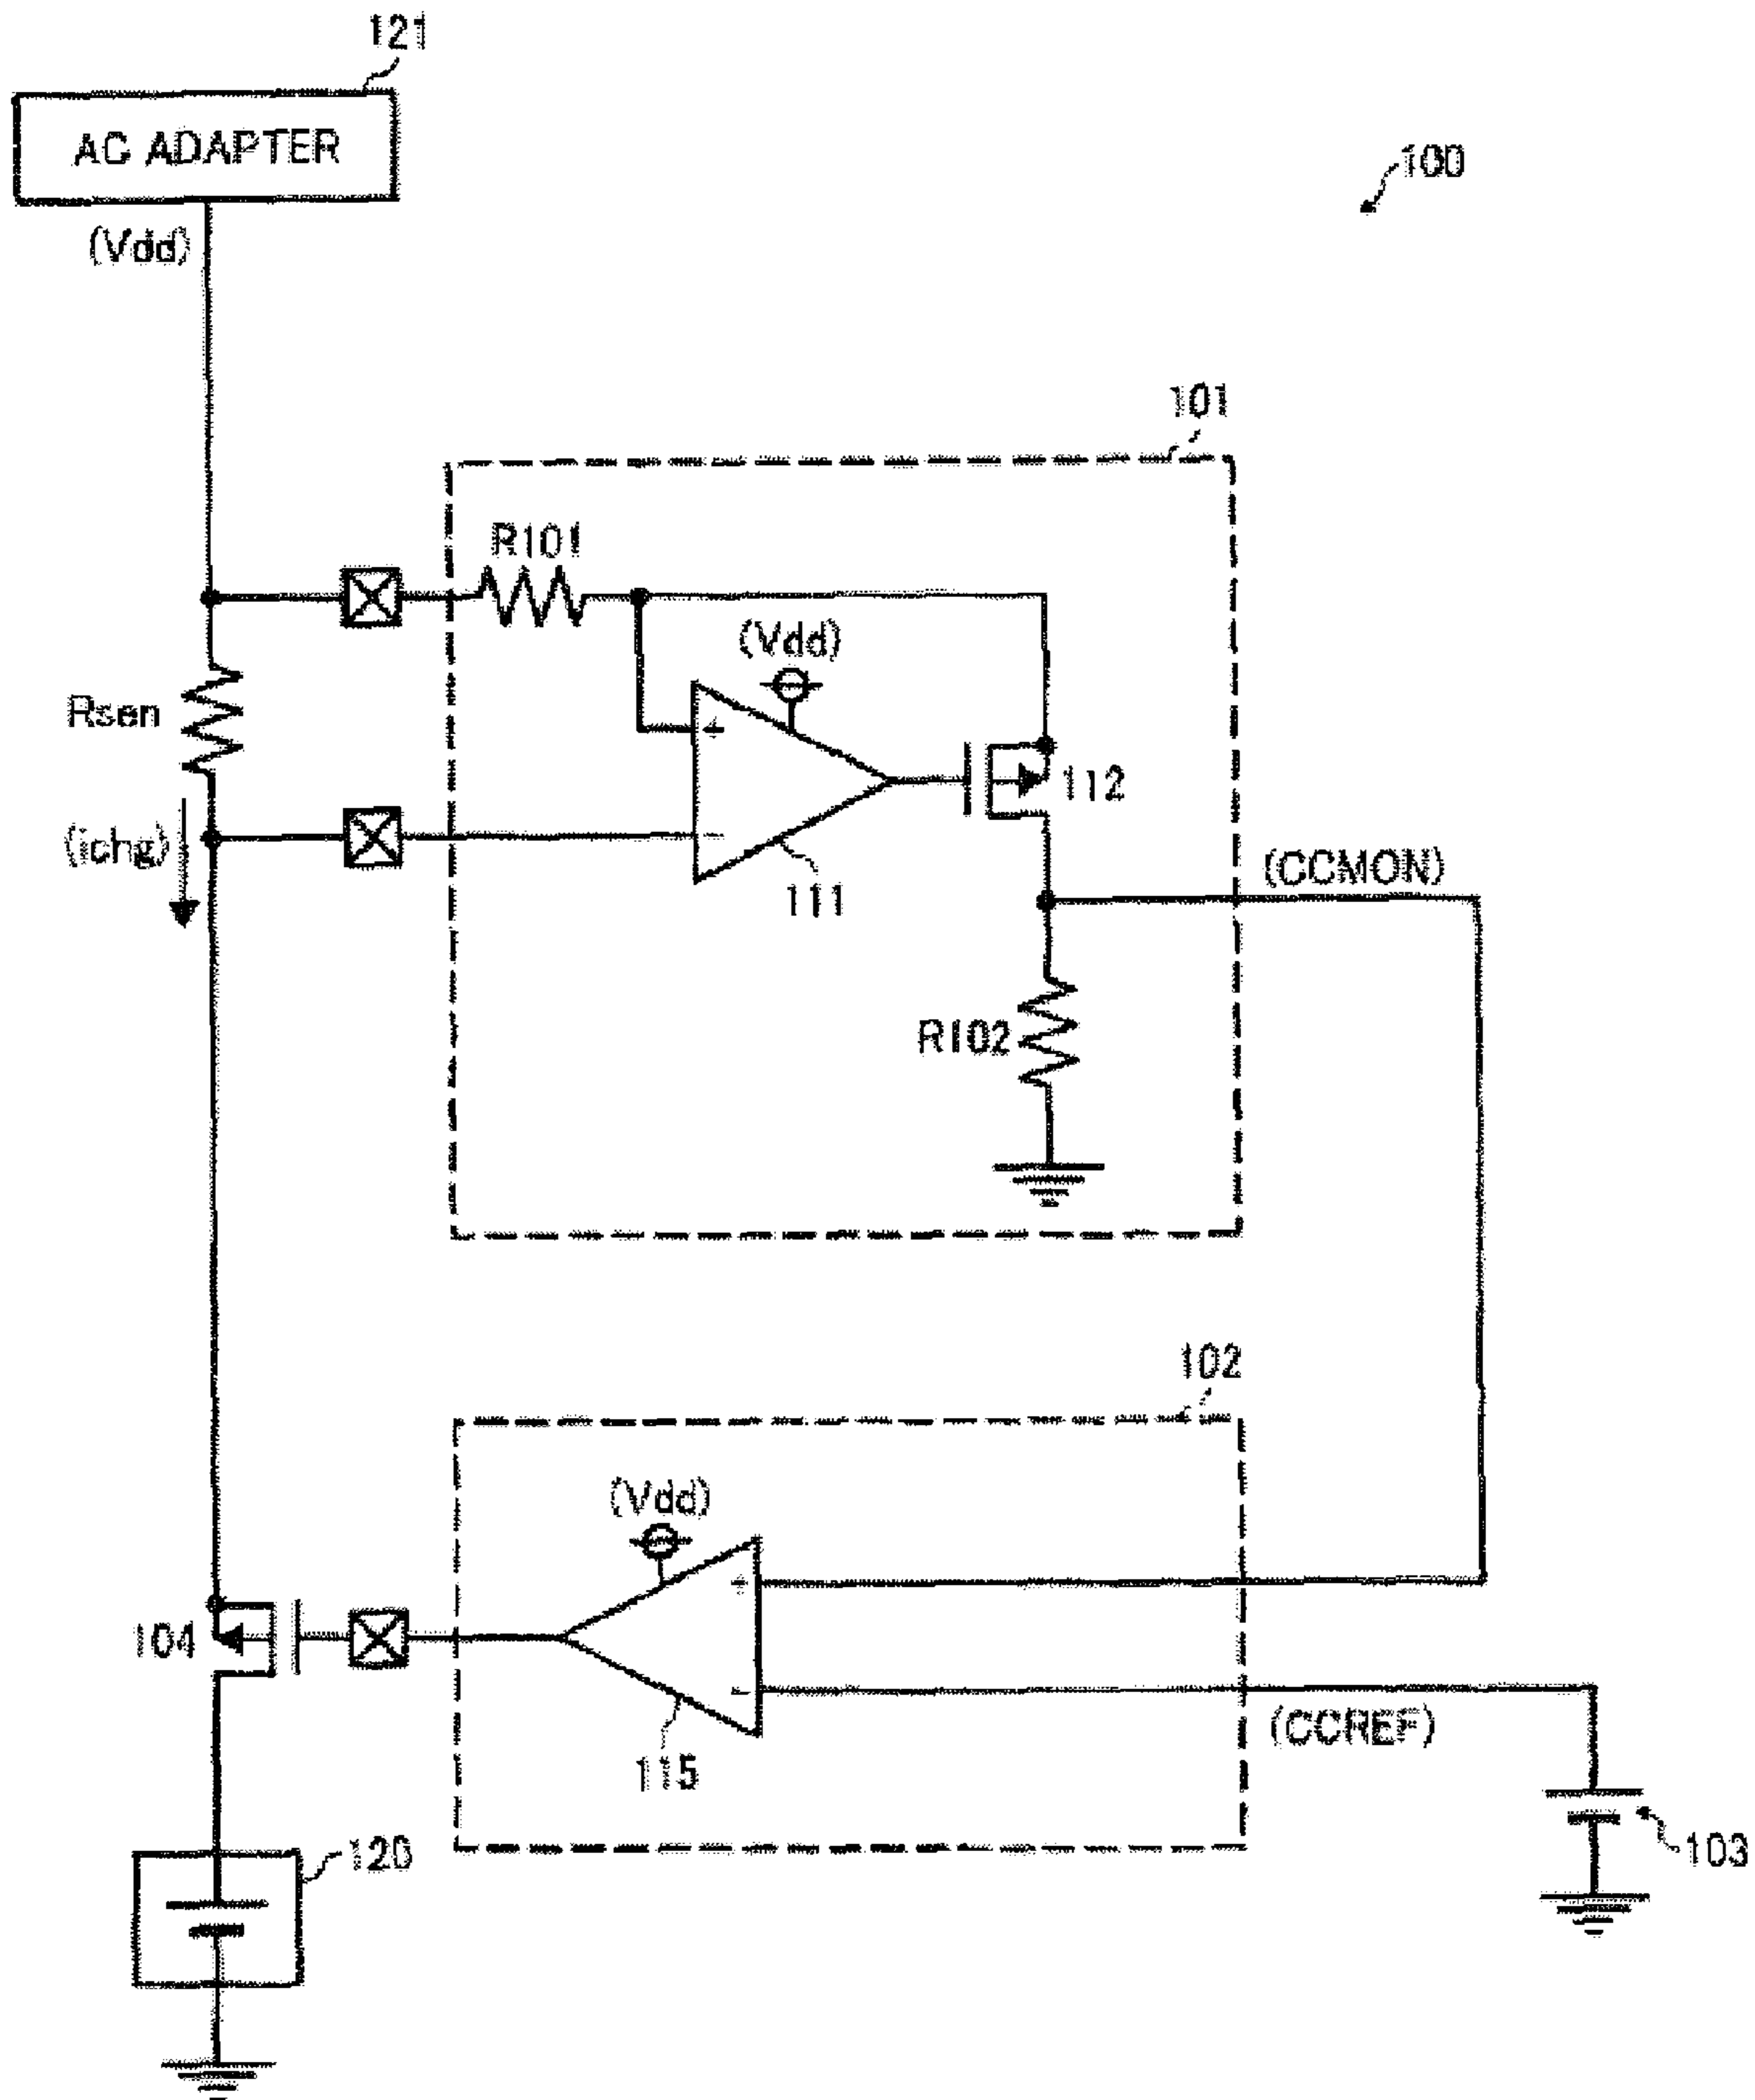 121
AC ADAPTER
100
(Vdd)
101
R101
(Vdd)
Rsen
+
112
(ichg)
−
111
(CCMON)
R102
102
(Vdd)
+
104
−
(CCREF)
115
120
103